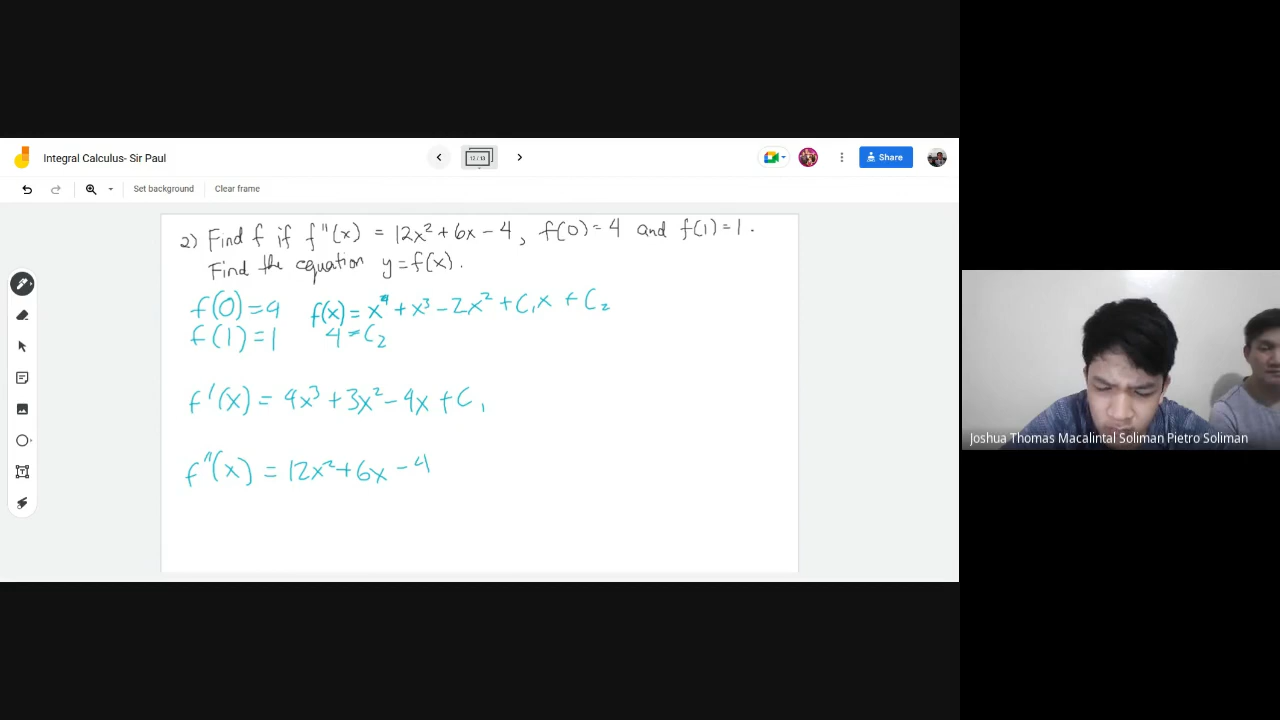 Integral Calculus- Sir Paul
12 / 13
Share
Set background
Clear frame
2) Find f if f"(x) = 12x² + 6x - 4, f(0) = 4 and f(1) = 1.
Find the equation y = f(x).
f(0) = 4 f(x) = x⁴ + x³ - 2x² + C₁x + C₂
f(1) = 1 4 = C₂
f'(x) = 4x³ + 3x² - 4x + C₁
f"(x) = 12x² + 6x - 4
Joshua Thomas Macalintal Soliman Pietro Soliman